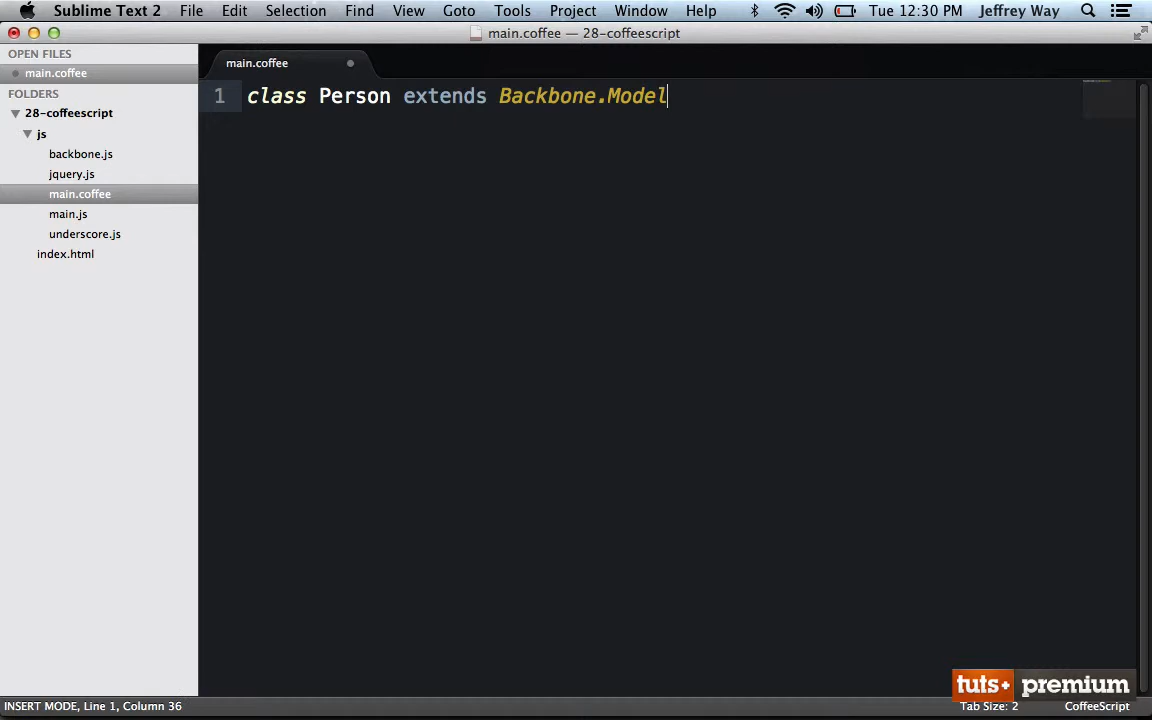 Sublime Text 2 File Edit Selection Find View Goto Tools Project Window Help Tue 12:30 PM Jeffrey Way
main.coffee — 28-coffeescript
OPEN FILES
main.coffee
FOLDERS
28-coffeescript
js
backbone.js
jquery.js
main.coffee
main.js
underscore.js
index.html
main.coffee
1 class Person extends Backbone.Model
tuts+ premium
INSERT MODE, Line 1, Column 36 Tab Size: 2 CoffeeScript